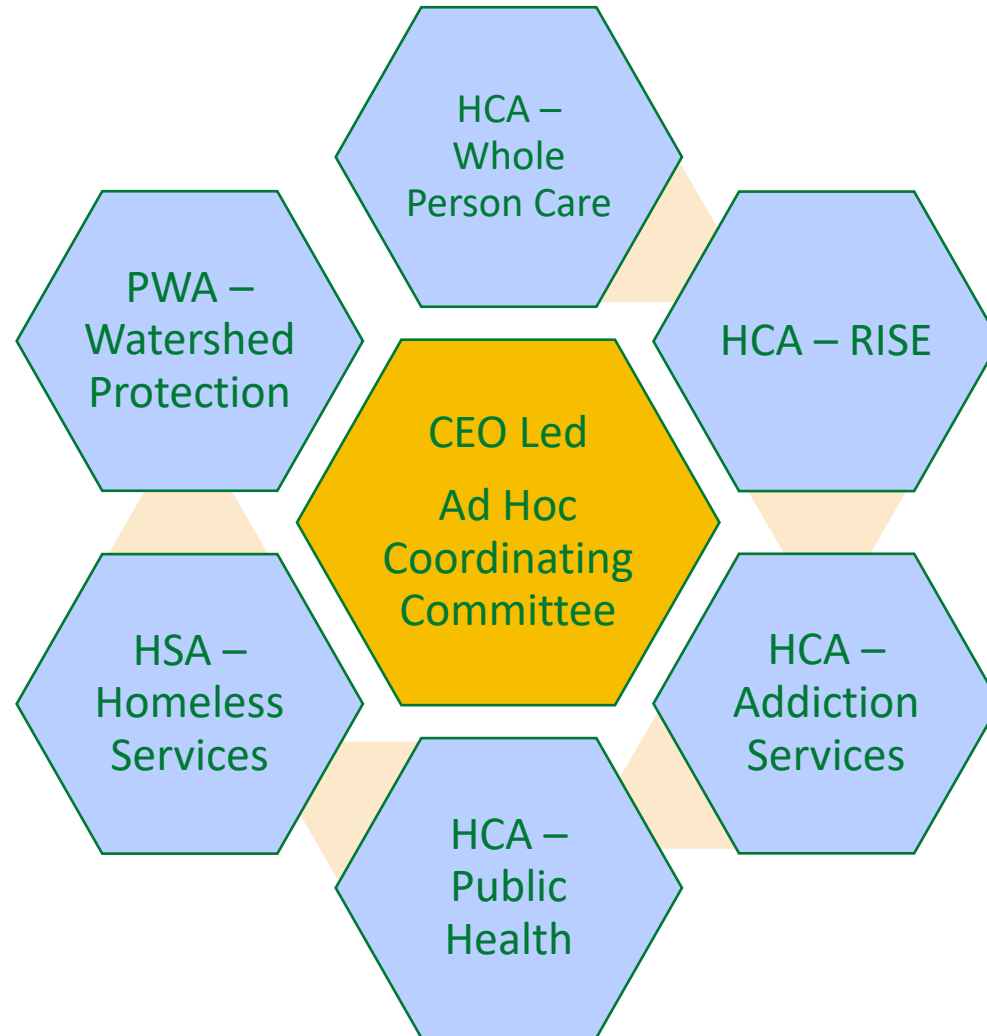 HCA –
Whole
Person Care
HCA – RISE
HCA –
Addiction
Services
HCA –
Public
Health
HSA –
Homeless
Services
PWA –
Watershed
Protection
CEO Led
Ad Hoc
Coordinating
Committee